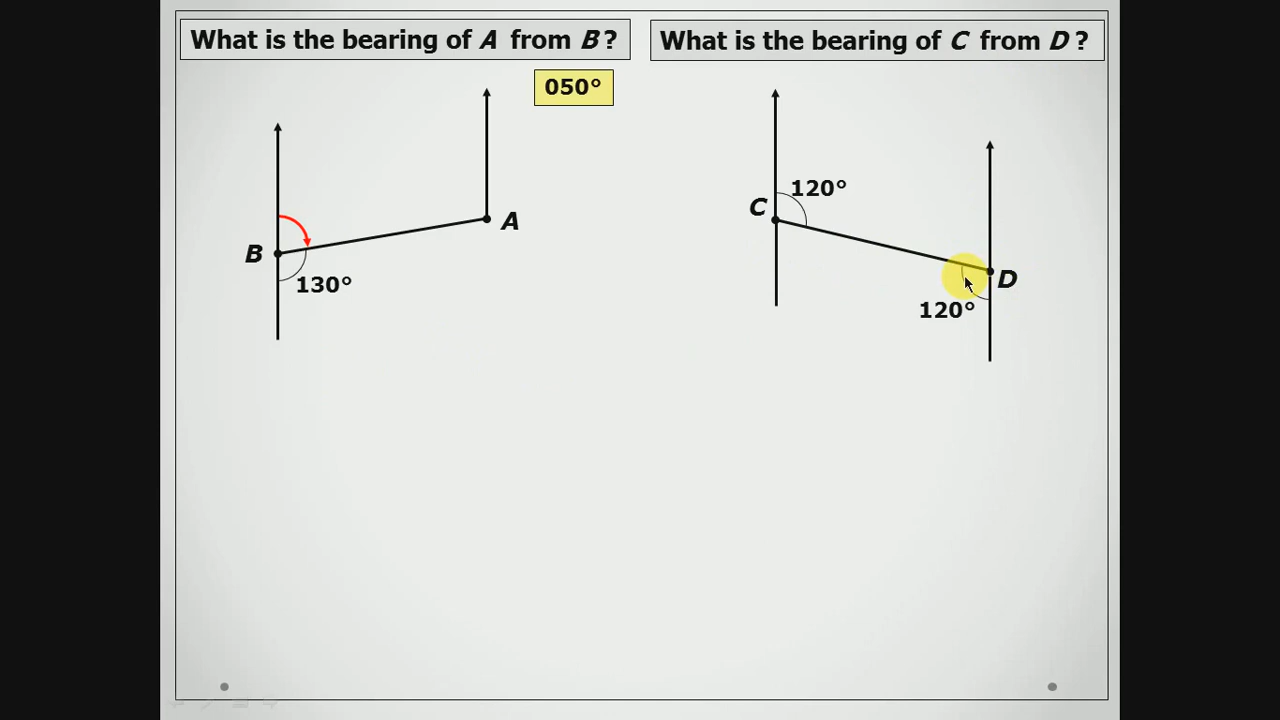 What is the bearing of A from B?
050°
B
A
130°
What is the bearing of C from D?
C
120°
D
120°